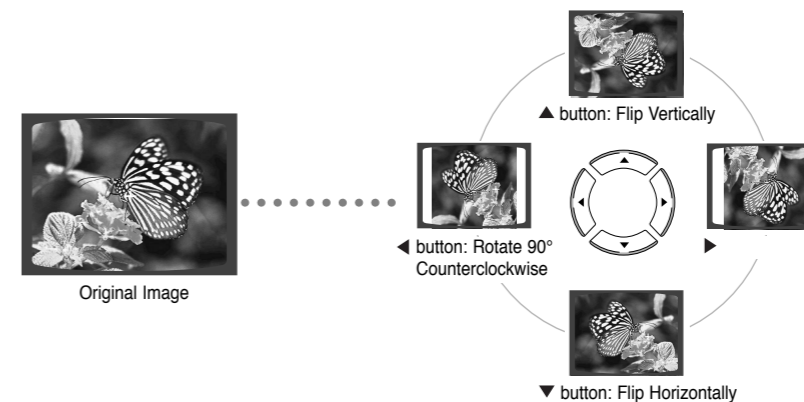 ▲ button: Flip Vertically
◀ button: Rotate 90°
Counterclockwise
▶
Original Image
▼ button: Flip Horizontally